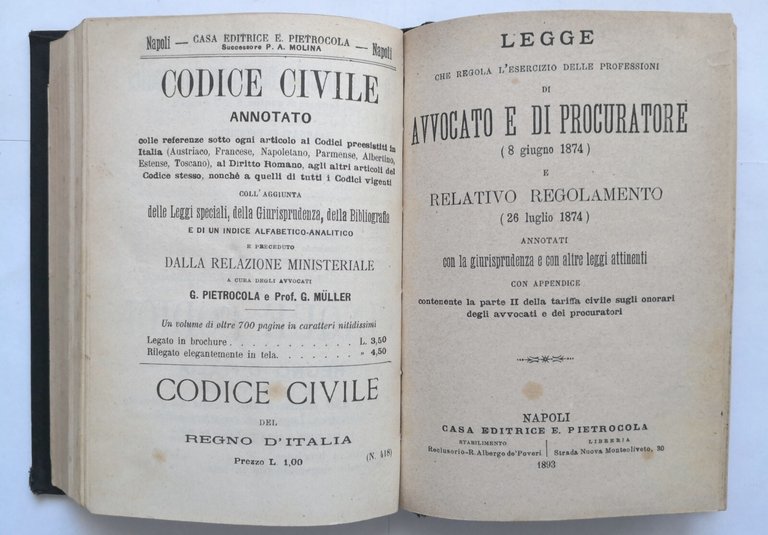 Napoli — CASA EDITRICE E. PIETROCOLA — Napoli
Successore P. A. MOLINA
CODICE CIVILE
ANNOTATO
colle referenze sotto ogni articolo ai Codici preesistiti in
Italia (Austriaco, Francese, Napoletano, Parmense, Albertino,
Estense, Toscano), al Diritto Romano, agli altri articoli del
Codice stesso, nonchè a quelli di tutti i Codici vigenti
COLL'AGGIUNTA
delle Leggi speciali, della Giurisprudenza, della Bibliografia
E DI UN INDICE ALFABETICO-ANALITICO
E PRECEDUTO
DALLA RELAZIONE MINISTERIALE
A CURA DEGLI AVVOCATI
G. PIETROCOLA e Prof. G. MÜLLER
Un volume di oltre 700 pagine in caratteri nitidissimi
Legato in brochure . . . . . . . . . . . . L. 3,50
Rilegato elegantemente in tela. . . . . . . » 4,50
CODICE CIVILE
DEL
REGNO D'ITALIA
Prezzo L. 1,00
(N. 418)
LEGGE
CHE REGOLA L'ESERCIZIO DELLE PROFESSIONI
DI
AVVOCATO E DI PROCURATORE
(8 giugno 1874)
E
RELATIVO REGOLAMENTO
(26 luglio 1874)
ANNOTATI
con la giurisprudenza e con altre leggi attinenti
CON APPENDICE
contenente la parte II della tariffa civile sugli onorari
degli avvocati e dei procuratori
NAPOLI
CASA EDITRICE E. PIETROCOLA
STABILIMENTO
Reclusorio-R. Albergo de' Poveri
LIBRERIA
Strada Nuova Monteoliveto, 30
1893